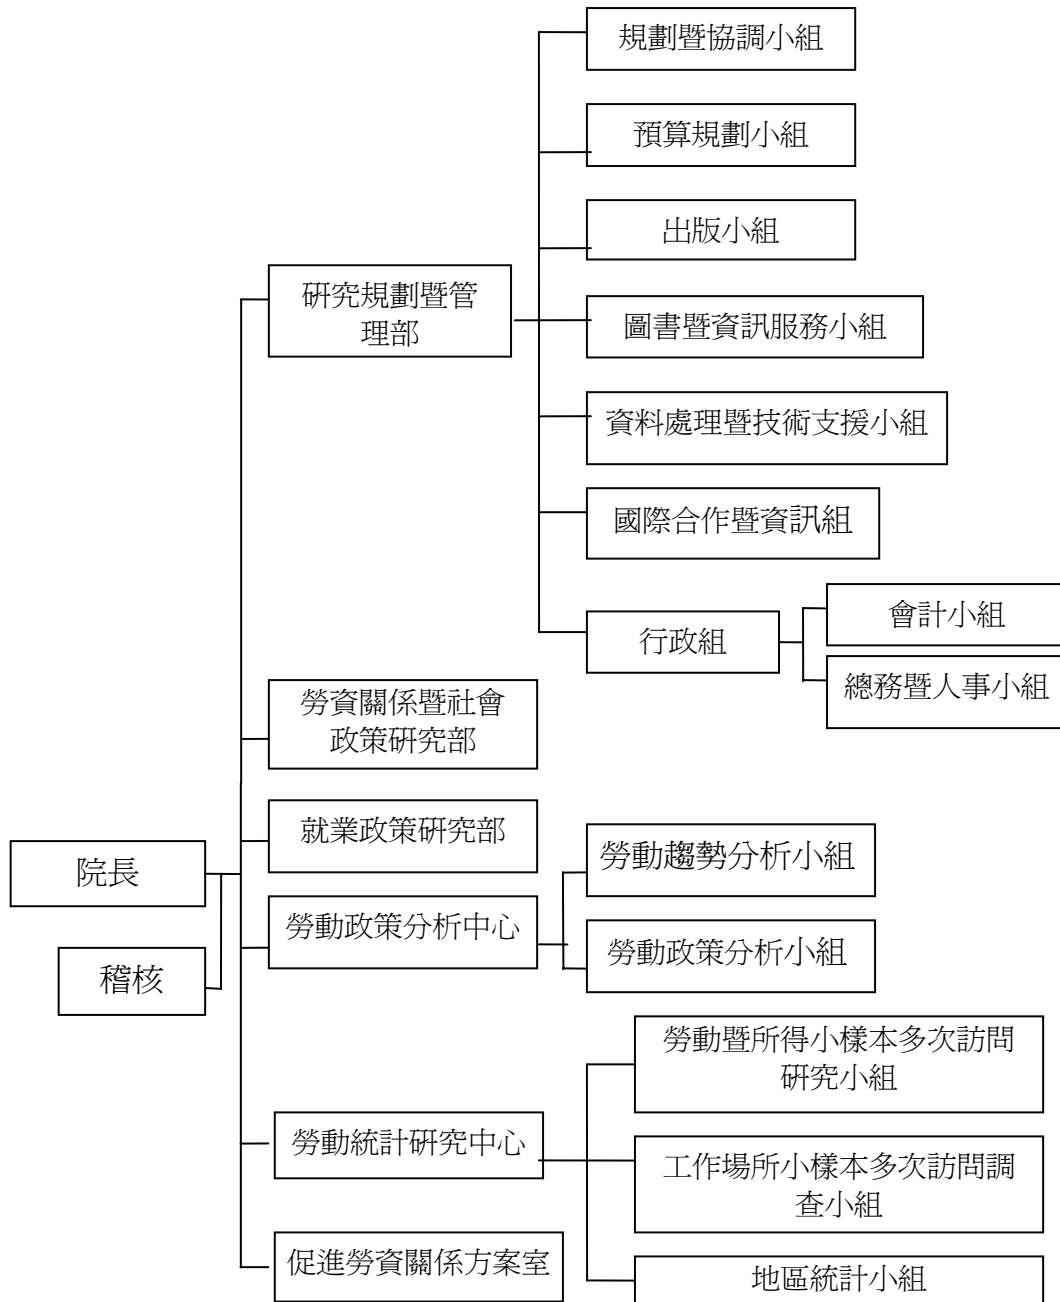 規劃暨協調小組
預算規劃小組
出版小組
研究規劃暨管
理部
圖書暨資訊服務小組
資料處理暨技術支援小組
國際合作暨資訊組
行政組
會計小組
總務暨人事小組
勞資關係暨社會
政策研究部
就業政策研究部
院長
稽核
勞動政策分析中心
勞動趨勢分析小組
勞動政策分析小組
勞動統計研究中心
勞動暨所得小樣本多次訪問
研究小組
工作場所小樣本多次訪問調
查小組
地區統計小組
促進勞資關係方案室